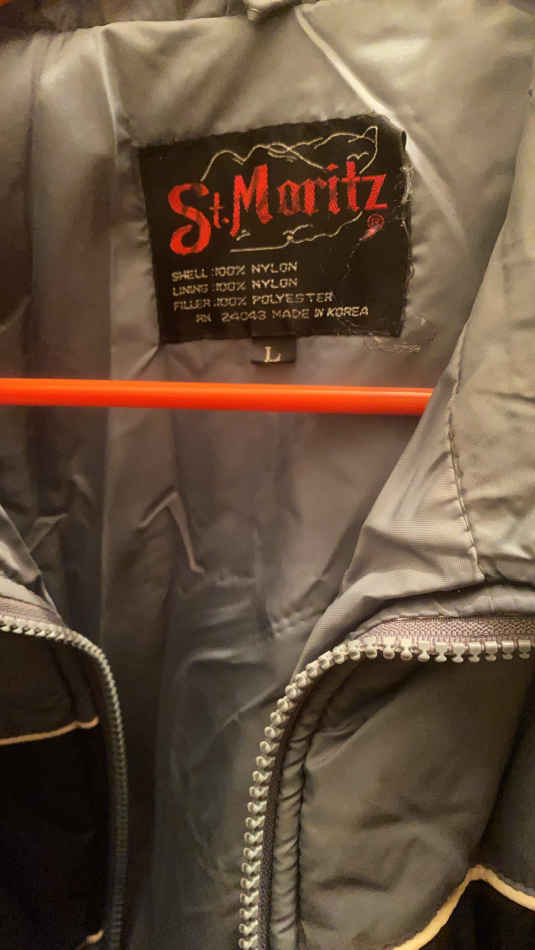 St. Moritz ®
SHELL :100% NYLON
LINING :100% NYLON
FILLER :100% POLYESTER
RN 24043 MADE IN KOREA
L